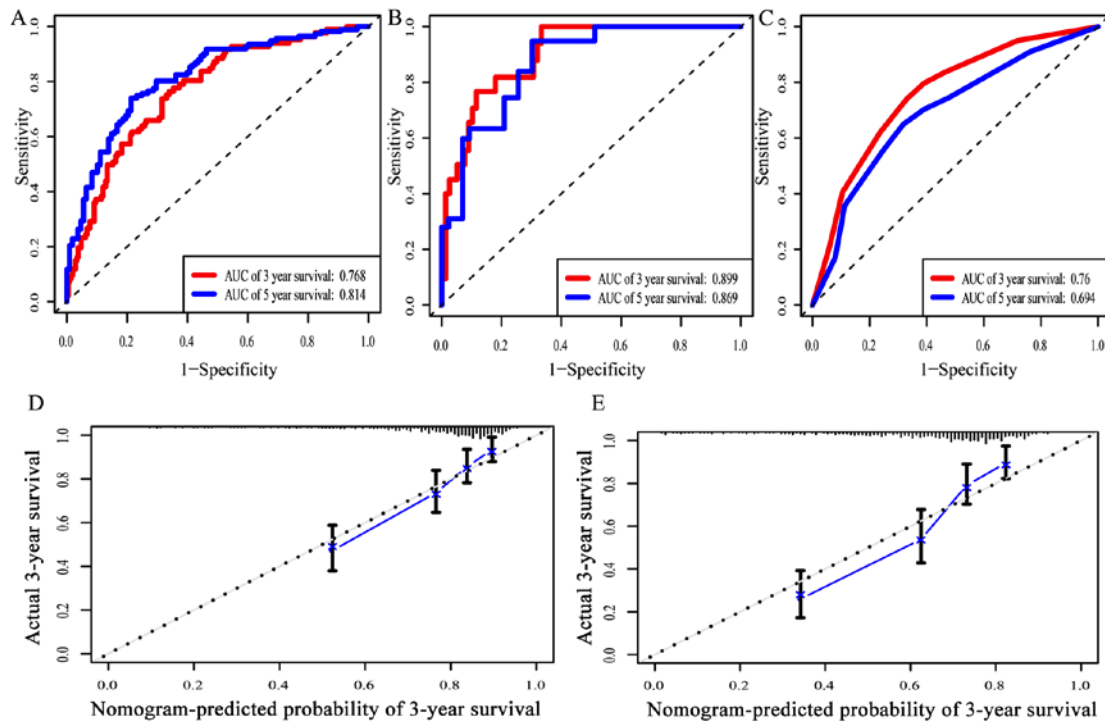 A
B
C
Sensitivity
0.0 0.2 0.4 0.6 0.8 1.0
0.0 0.2 0.4 0.6 0.8 1.0
1-Specificity
AUC of 3 year survival: 0.768
AUC of 5 year survival: 0.814
Sensitivity
0.0 0.2 0.4 0.6 0.8 1.0
0.0 0.2 0.4 0.6 0.8 1.0
1-Specificity
AUC of 3 year survival: 0.899
AUC of 5 year survival: 0.869
Sensitivity
0.0 0.2 0.4 0.6 0.8 1.0
0.0 0.2 0.4 0.6 0.8 1.0
1-Specificity
AUC of 3 year survival: 0.76
AUC of 5 year survival: 0.694
D
E
Actual 3-year survival
0.0 0.2 0.4 0.6 0.8 1.0
0.0 0.2 0.4 0.6 0.8 1.0
Nomogram-predicted probability of 3-year survival
Actual 3-year survival
0.0 0.2 0.4 0.6 0.8 1.0
0.0 0.2 0.4 0.6 0.8 1.0
Nomogram-predicted probability of 3-year survival